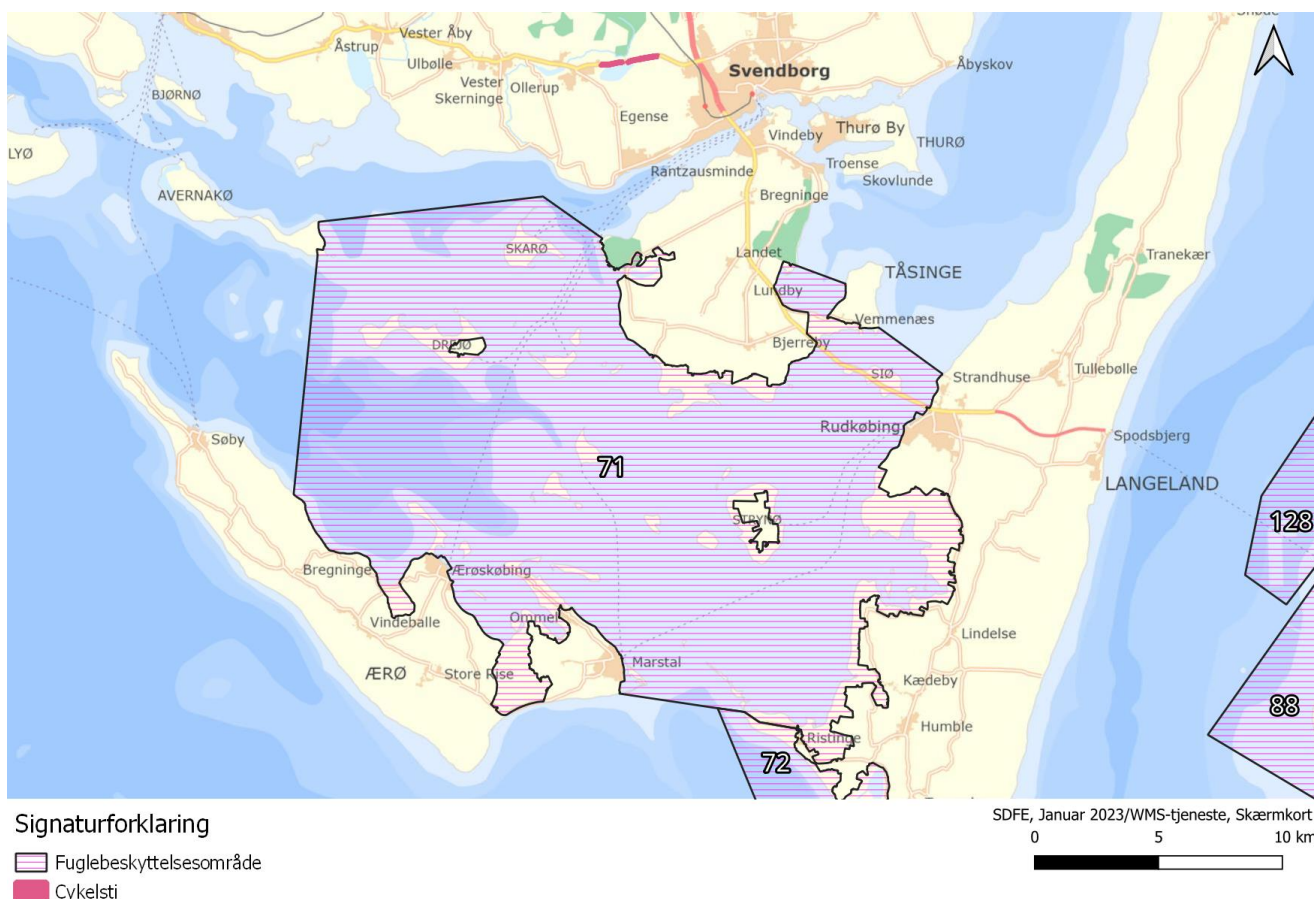 Åstrup
Vester Åby
Ulbølle
Vester
Skerninge
Ollerup
Egense
Svendborg
Åbyskov
BJØRNØ
LYØ
AVERNAKØ
Vindeby
Thurø By
THURØ
Troense
Skovlunde
Rantzausminde
Bregninge
SKARØ
Landet
TÅSINGE
Tranekær
Lundby
Vemmenæs
DREJØ
Bjerreby
SIØ
Strandhuse
Tullebølle
Søby
Rudkøbing
Spodsbjerg
71
LANGELAND
STRYNØ
128
Bregninge
Ærøskøbing
Vindeballe
Ommel
Lindelse
ÆRØ
Store Rise
Marstal
Kædeby
88
Ristinge
Humble
72
Signaturforklaring
Fuglebeskyttelsesområde
Cykelsti
SDFE, Januar 2023/WMS-tjeneste, Skærmkort
0 5 10 km